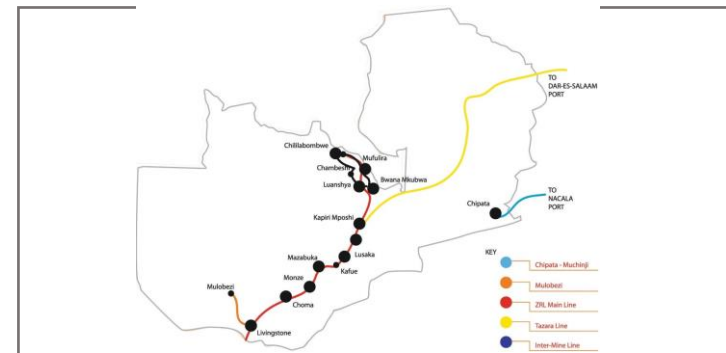 TO
DAR-ES-SALAAM
PORT
Chililabombwe
Mufulira
Chambeshi
Luanshya
Bwana Mkubwa
TO
NACALA
PORT
Chipata
Kapiri Mposhi
Lusaka
Mazabuka
Kafue
Monze
Mulobezi
Choma
Livingstone
KEY
Chipata - Muchinji
Mulobezi
ZRL Main Line
Tazara Line
Inter-Mine Line